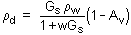 ρd = Gs ρw / 1+wGs (1-Av)